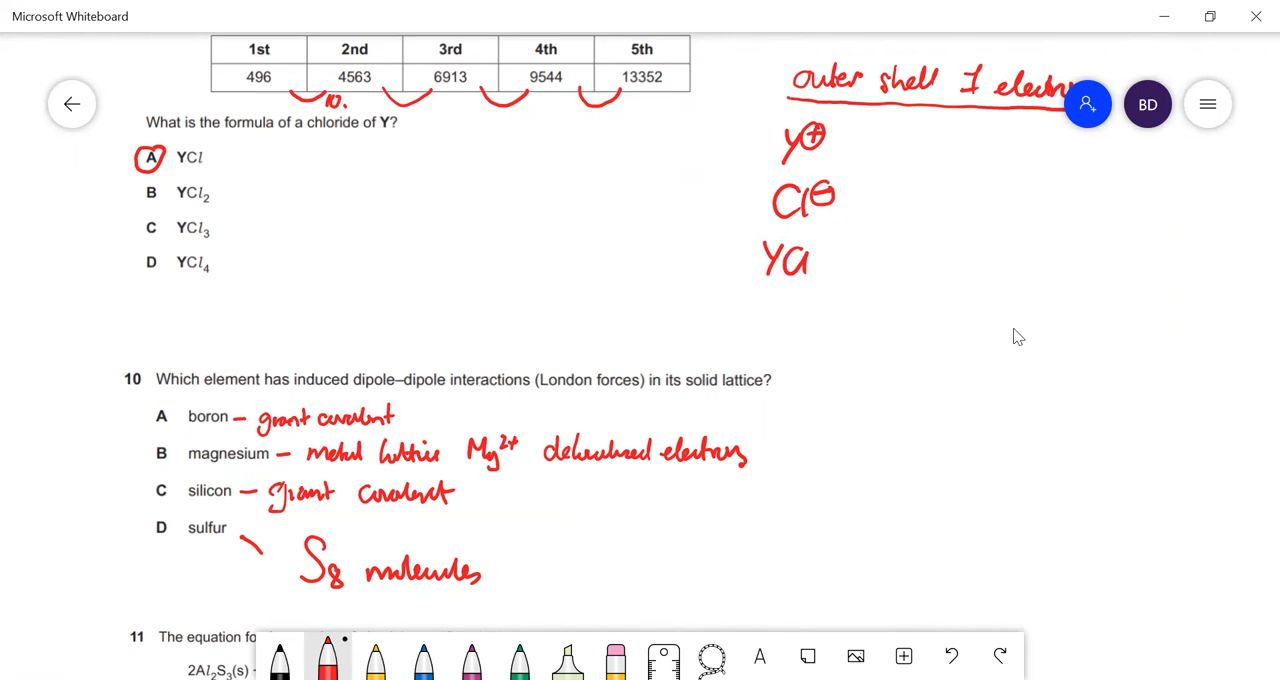 Microsoft Whiteboard
1st 2nd 3rd 4th 5th
496 4563 6913 9544 13352
10.
outer shell 1
BD
What is the formula of a chloride of Y?
Y⊕
A YCl
Cl⊖
B YCl₂
C YCl₃
YCl
D YCl₄
10 Which element has induced dipole–dipole interactions (London forces) in its solid lattice?
A boron – giant covalent
B magnesium – metal lattice Mg²⁺ delocalised electrons
C silicon – giant covalent
D sulfur
S₈ molecules
11 The equation fo
2Al₂S₃(s)
A